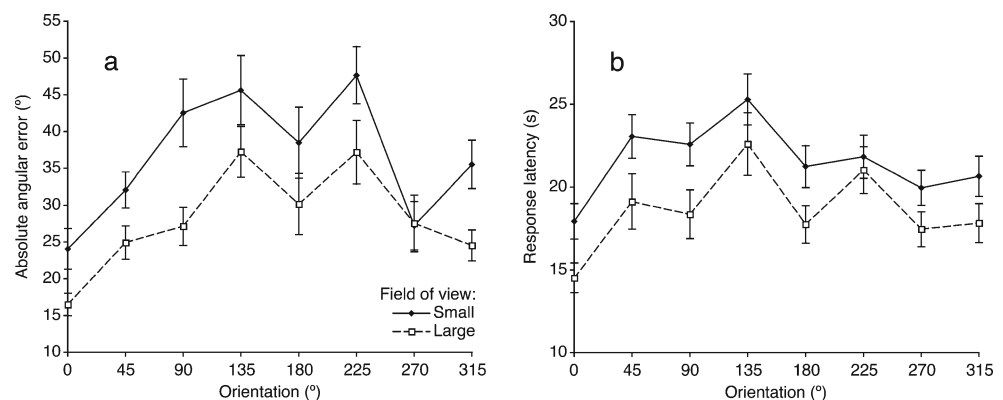 a
Absolute angular error (º)
55
50
45
40
35
30
25
20
15
10
0 45 90 135 180 225 270 315
Orientation (º)
Field of view:
Small
Large
b
Response latency (s)
30
25
20
15
10
0 45 90 135 180 225 270 315
Orientation (º)